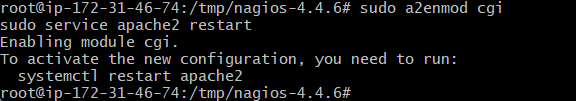 root@ip-172-31-46-74:/tmp/nagios-4.4.6# sudo a2enmod cgi
sudo service apache2 restart
Enabling module cgi.
To activate the new configuration, you need to run:
  systemctl restart apache2
root@ip-172-31-46-74:/tmp/nagios-4.4.6#